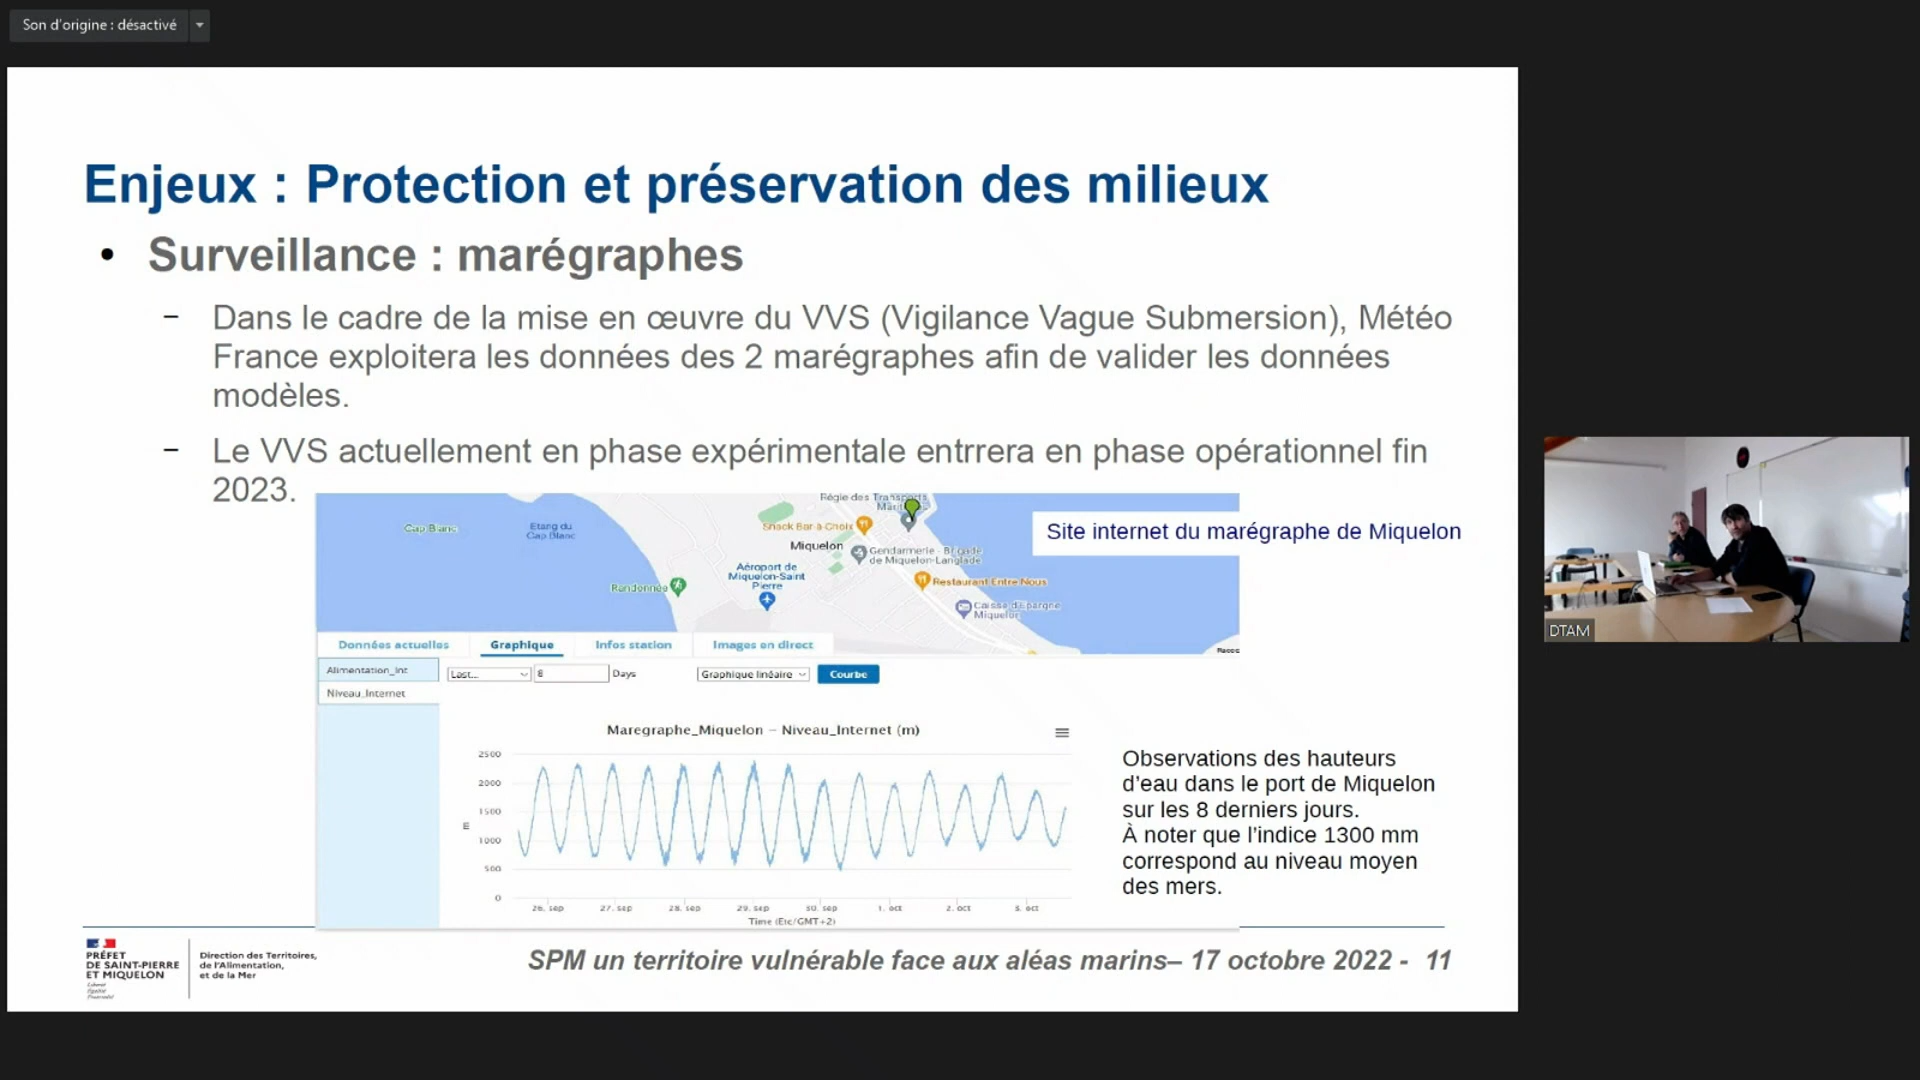 Son d'origine : désactivé
Enjeux : Protection et préservation des milieux
• Surveillance : marégraphes
– Dans le cadre de la mise en œuvre du VVS (Vigilance Vague Submersion), Météo
France exploitera les données des 2 marégraphes afin de valider les données
modèles.
– Le VVS actuellement en phase expérimentale entrrera en phase opérationnel fin
2023.
Régie des Transports
Cap Blanc
Etang du
Cap Blanc
Snack Bar-à-Choix
Miquelon
Gendarmerie - Brigade
de Miquelon-Langlade
Aéroport de
Miquelon-Saint
Pierre
Randonnée
Restaurant Entre Nous
Caisse d'Epargne
Miquelon
Site internet du marégraphe de Miquelon
Données actuelles Graphique Infos station Images en direct
Racco
Alimentation_Int
Last... 8 Days Graphique linéaire Courbe
Niveau_Internet
Maregraphe_Miquelon – Niveau_Internet (m)
2500
2000
1500
1000
500
0
m
26. sep 27. sep 28. sep 29. sep 30. sep 1. oct 2. oct 3. oct
Time (Etc/GMT+2)
Observations des hauteurs
d'eau dans le port de Miquelon
sur les 8 derniers jours.
À noter que l'indice 1300 mm
correspond au niveau moyen
des mers.
PRÉFET
DE SAINT-PIERRE
ET MIQUELON
Liberté
Égalité
Fraternité
Direction des Territoires,
de l'Alimentation,
et de la Mer
SPM un territoire vulnérable face aux aléas marins– 17 octobre 2022 - 11
DTAM